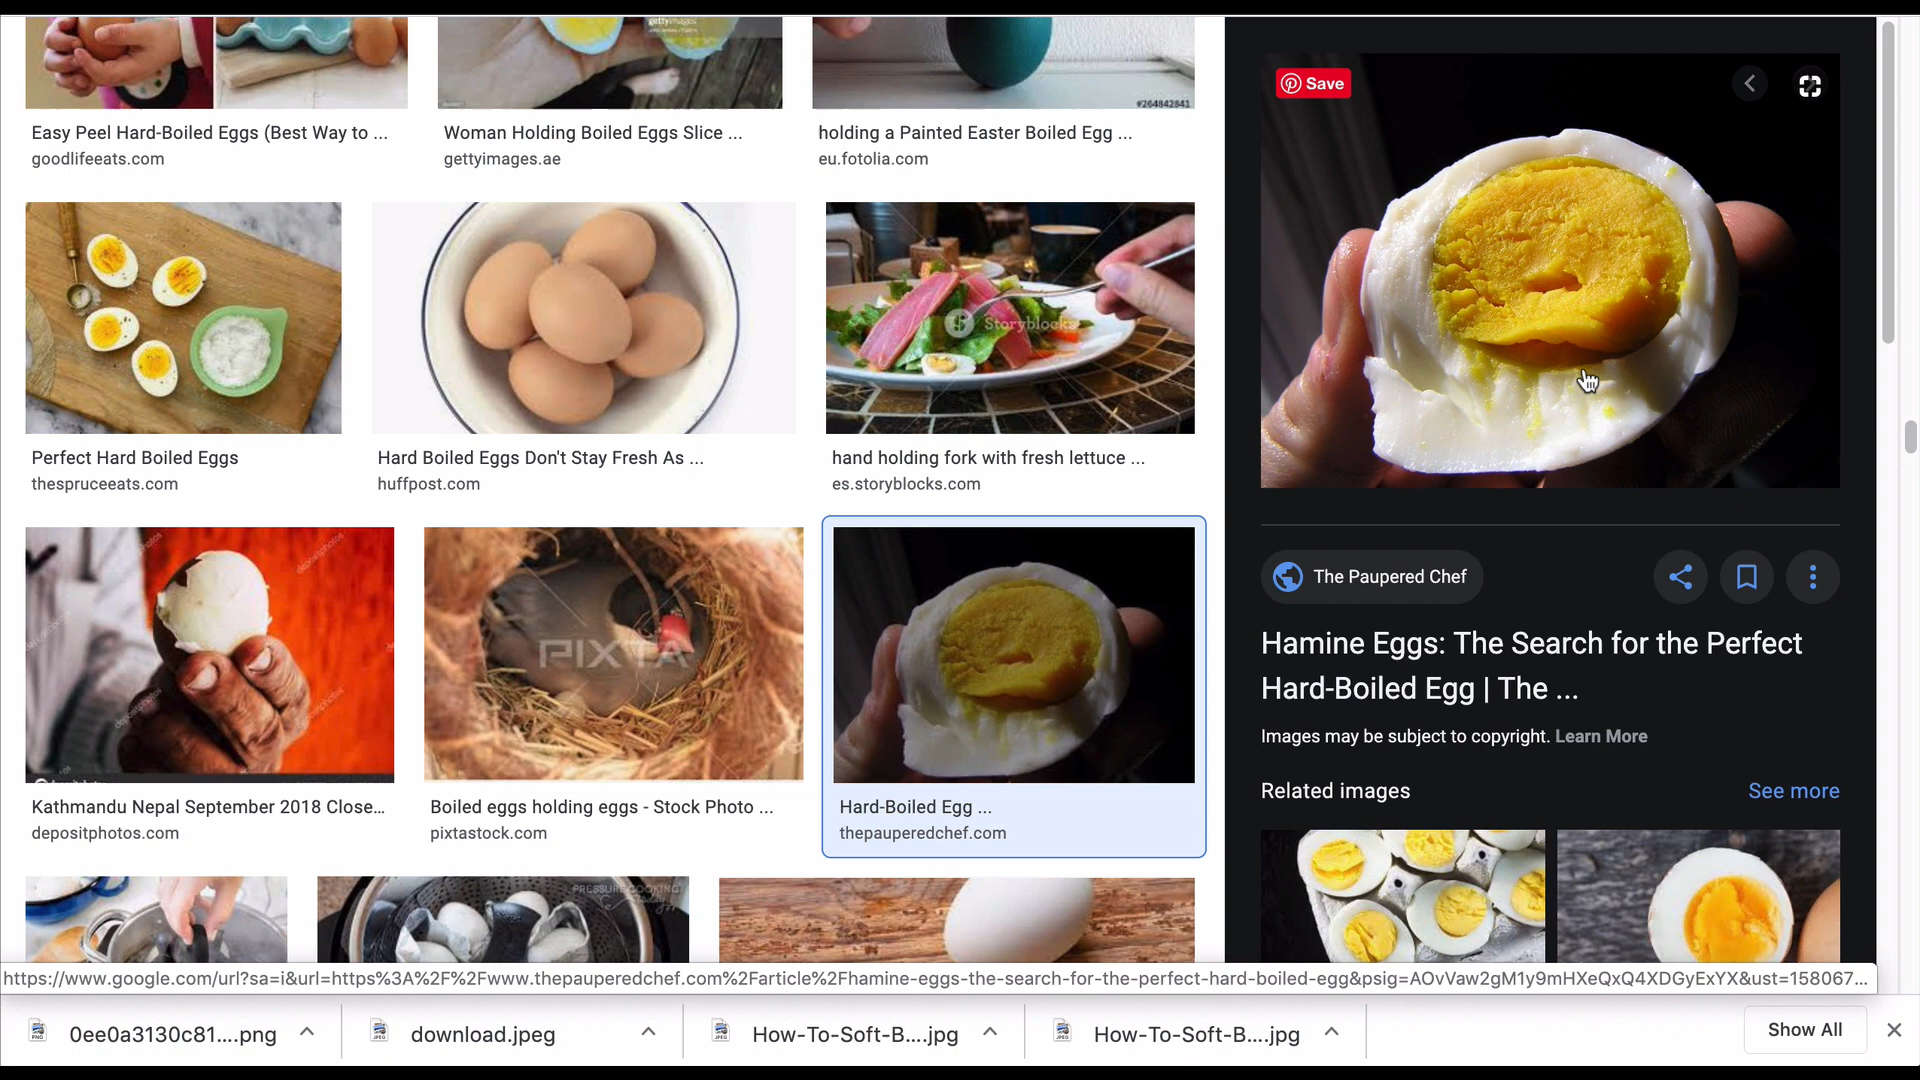 gettyimages
#264842841
Easy Peel Hard-Boiled Eggs (Best Way to ...
goodlifeeats.com
Woman Holding Boiled Eggs Slice ...
gettyimages.ae
holding a Painted Easter Boiled Egg ...
eu.fotolia.com
Save
Storyblocks
Perfect Hard Boiled Eggs
thespruceeats.com
Hard Boiled Eggs Don't Stay Fresh As ...
huffpost.com
hand holding fork with fresh lettuce ...
es.storyblocks.com
depositphotos
depositphotos
depositphotos
PIXTA
Kathmandu Nepal September 2018 Close...
depositphotos.com
Boiled eggs holding eggs - Stock Photo ...
pixtastock.com
Hard-Boiled Egg ...
thepauperedchef.com
The Paupered Chef
Hamine Eggs: The Search for the Perfect
Hard-Boiled Egg | The ...
Images may be subject to copyright. Learn More
Related images
See more
PRESSURE COOKING
https://www.google.com/url?sa=i&url=https%3A%2F%2Fwww.thepauperedchef.com%2Farticle%2Fhamine-eggs-the-search-for-the-perfect-hard-boiled-egg&psig=AOvVaw2gM1y9mHXeQxQ4XDGyExYX&ust=158067...
0ee0a3130c81....png
download.jpeg
How-To-Soft-B....jpg
How-To-Soft-B....jpg
Show All